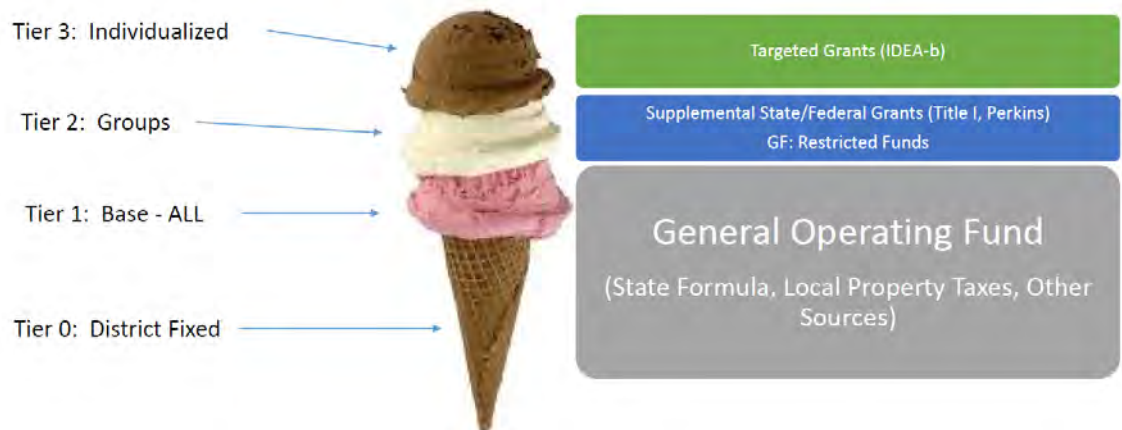 Tier 3: Individualized
Targeted Grants (IDEA-b)
Tier 2: Groups
Supplemental State/Federal Grants (Title I, Perkins)
GF: Restricted Funds
Tier 1: Base - ALL
General Operating Fund
(State Formula, Local Property Taxes, Other
Sources)
Tier 0: District Fixed